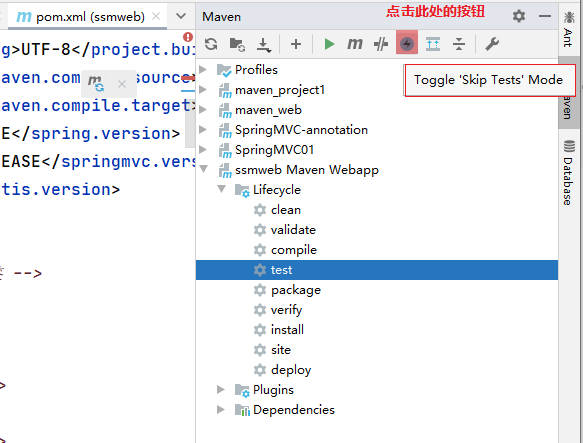 pom.xml (ssmweb)
Maven
点击此处的按钮
g>UTF-8</project.bui
maven.com
source>
maven.compile.target>
E</spring.version>
EASE</springmvc.vers
tis.version>
-->
>
>
m
Toggle 'Skip Tests' Mode
Profiles
maven_project1
maven_web
SpringMVC-annotation
SpringMVC01
ssmweb Maven Webapp
Lifecycle
clean
validate
compile
test
package
verify
install
site
deploy
Plugins
Dependencies
Ant
aven
Database